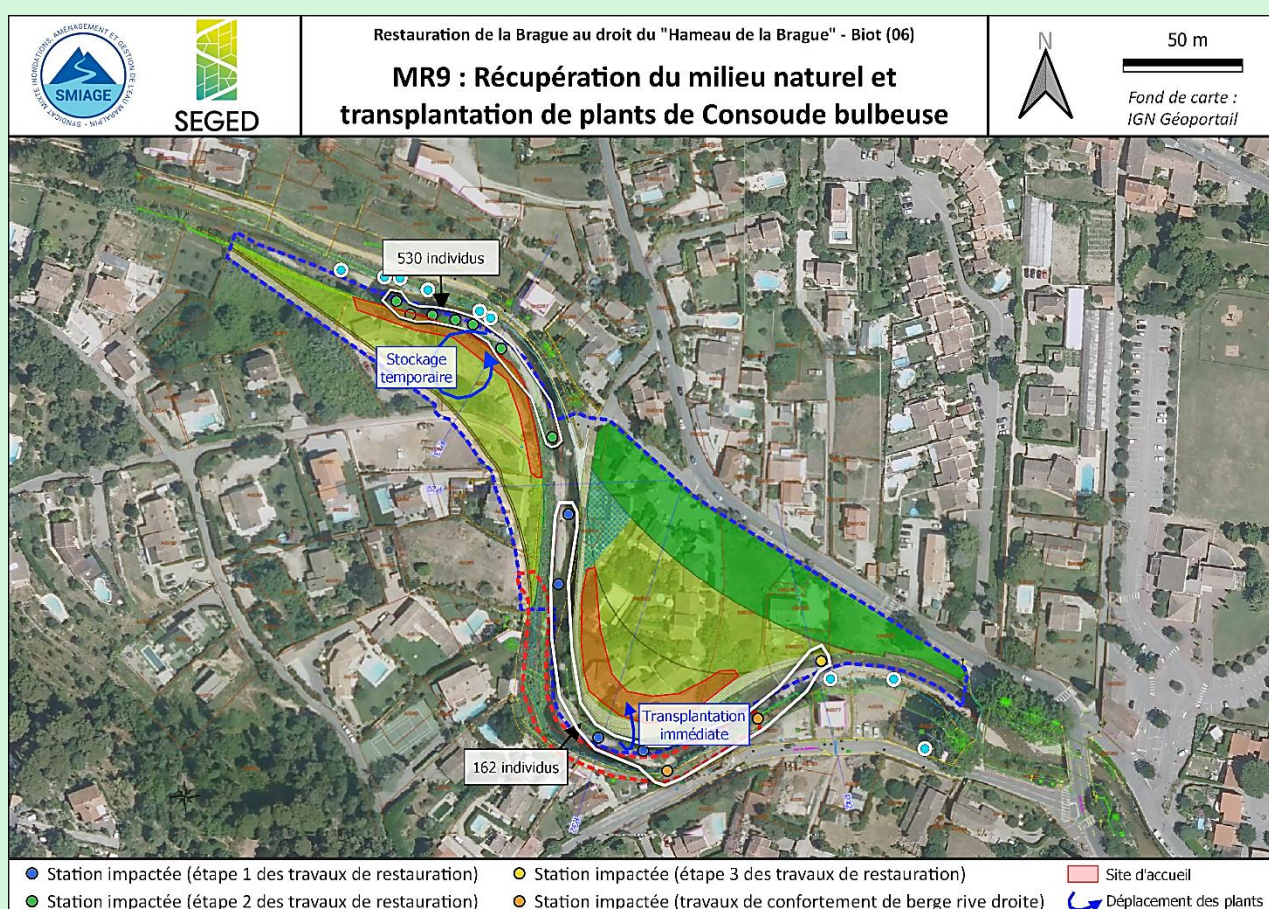 SYNDICAT MIXTE INONDATIONS, AMÉNAGEMENT ET GESTION DE L'EAU MARALPIN
SMIAGE
SEGED
Restauration de la Brague au droit du "Hameau de la Brague" - Biot (06)
MR9 : Récupération du milieu naturel et
transplantation de plants de Consoude bulbeuse
N
50 m
Fond de carte :
IGN Géoportail
530 individus
Stockage
temporaire
Transplantation
immédiate
162 individus
Station impactée (étape 1 des travaux de restauration)
Station impactée (étape 3 des travaux de restauration)
Site d'accueil
Station impactée (étape 2 des travaux de restauration)
Station impactée (travaux de confortement de berge rive droite)
Déplacement des plants